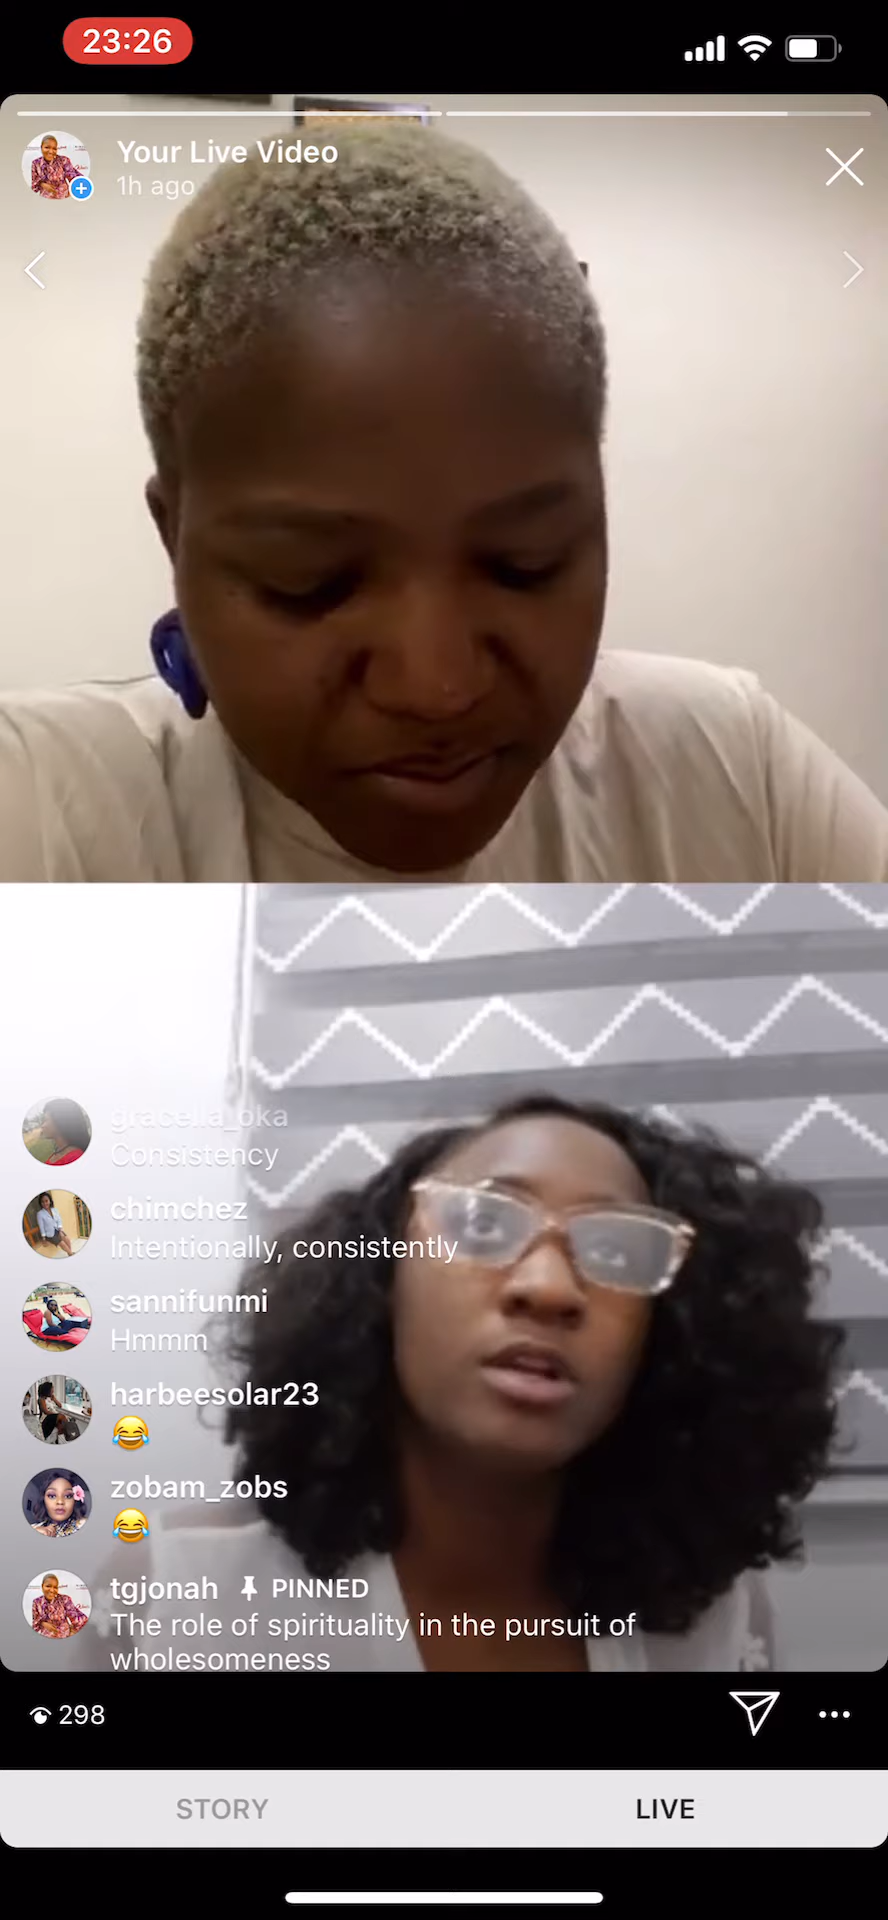 23:26
Your Live Video
1h ago
gracella_oka
Consistency
chimchez
Intentionally, consistently
sannifunmi
Hmmm
harbeesolar23
😂
zobam_zobs
😂
tgjonah PINNED
The role of spirituality in the pursuit of
wholesomeness
298
STORY
LIVE